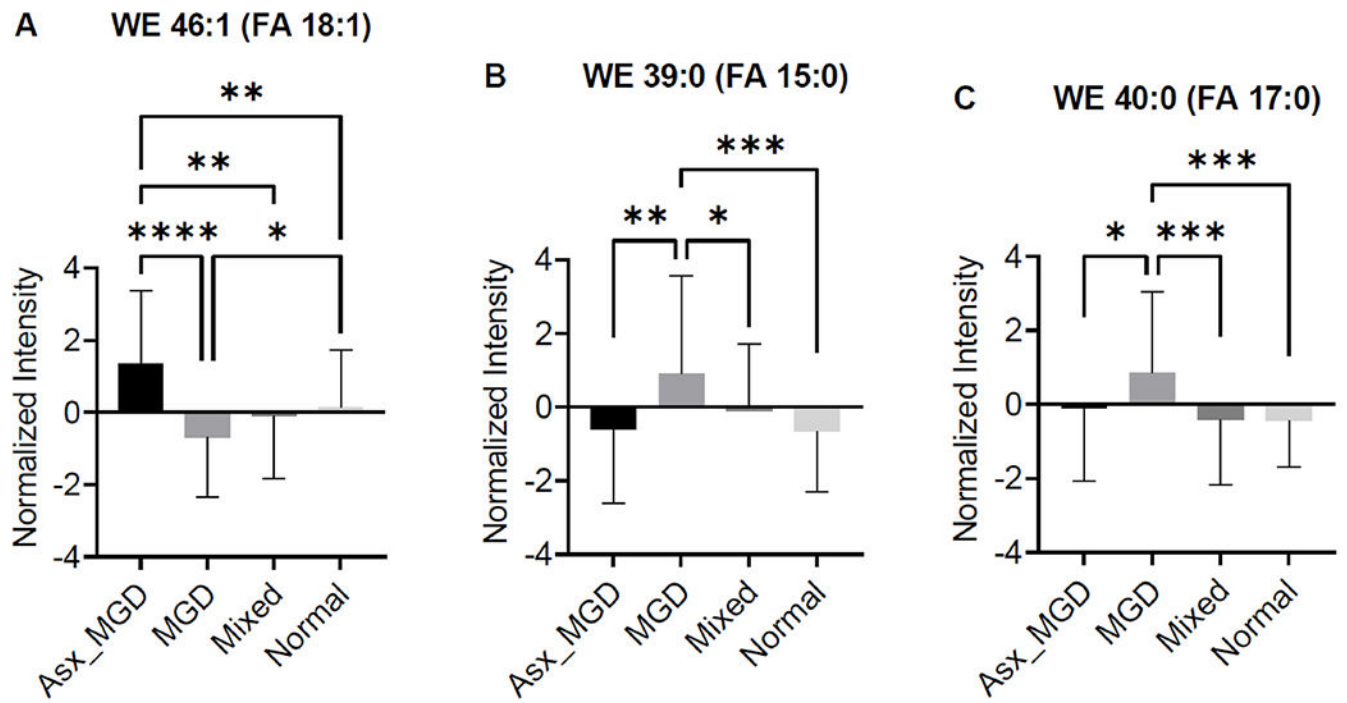 A WE 46:1 (FA 18:1)
**
**
**** *
Normalized Intensity
4
2
0
-2
-4
Asx_MGD
MGD
Mixed
Normal
B WE 39:0 (FA 15:0)
***
** *
Normalized Intensity
4
2
0
-2
-4
Asx_MGD
MGD
Mixed
Normal
C WE 40:0 (FA 17:0)
***
* ***
Normalized Intensity
4
2
0
-2
-4
Asx_MGD
MGD
Mixed
Normal